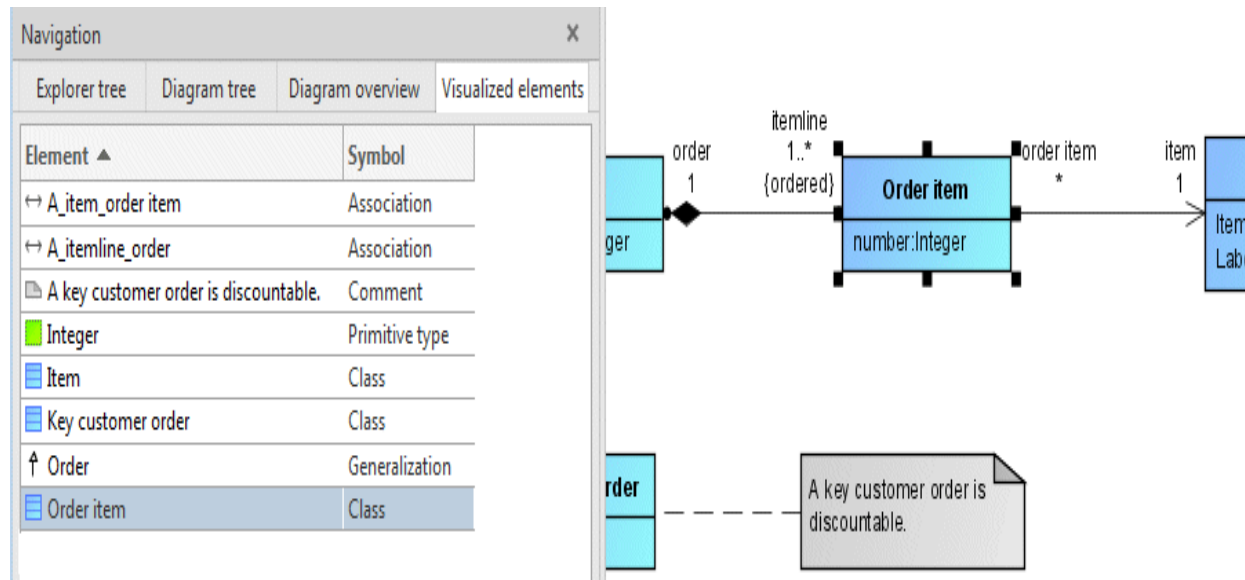 Navigation
Explorer tree Diagram tree Diagram overview Visualized elements
Element Symbol
A_item_order item Association
A_itemline_order Association
A key customer order is discountable. Comment
Integer Primitive type
Item Class
Key customer order Class
Order Generalization
Order item Class
itemline
order 1..* order item item
1 {ordered} * 1
Order item
ger number:Integer Item
Labe
rder
A key customer order is
discountable.